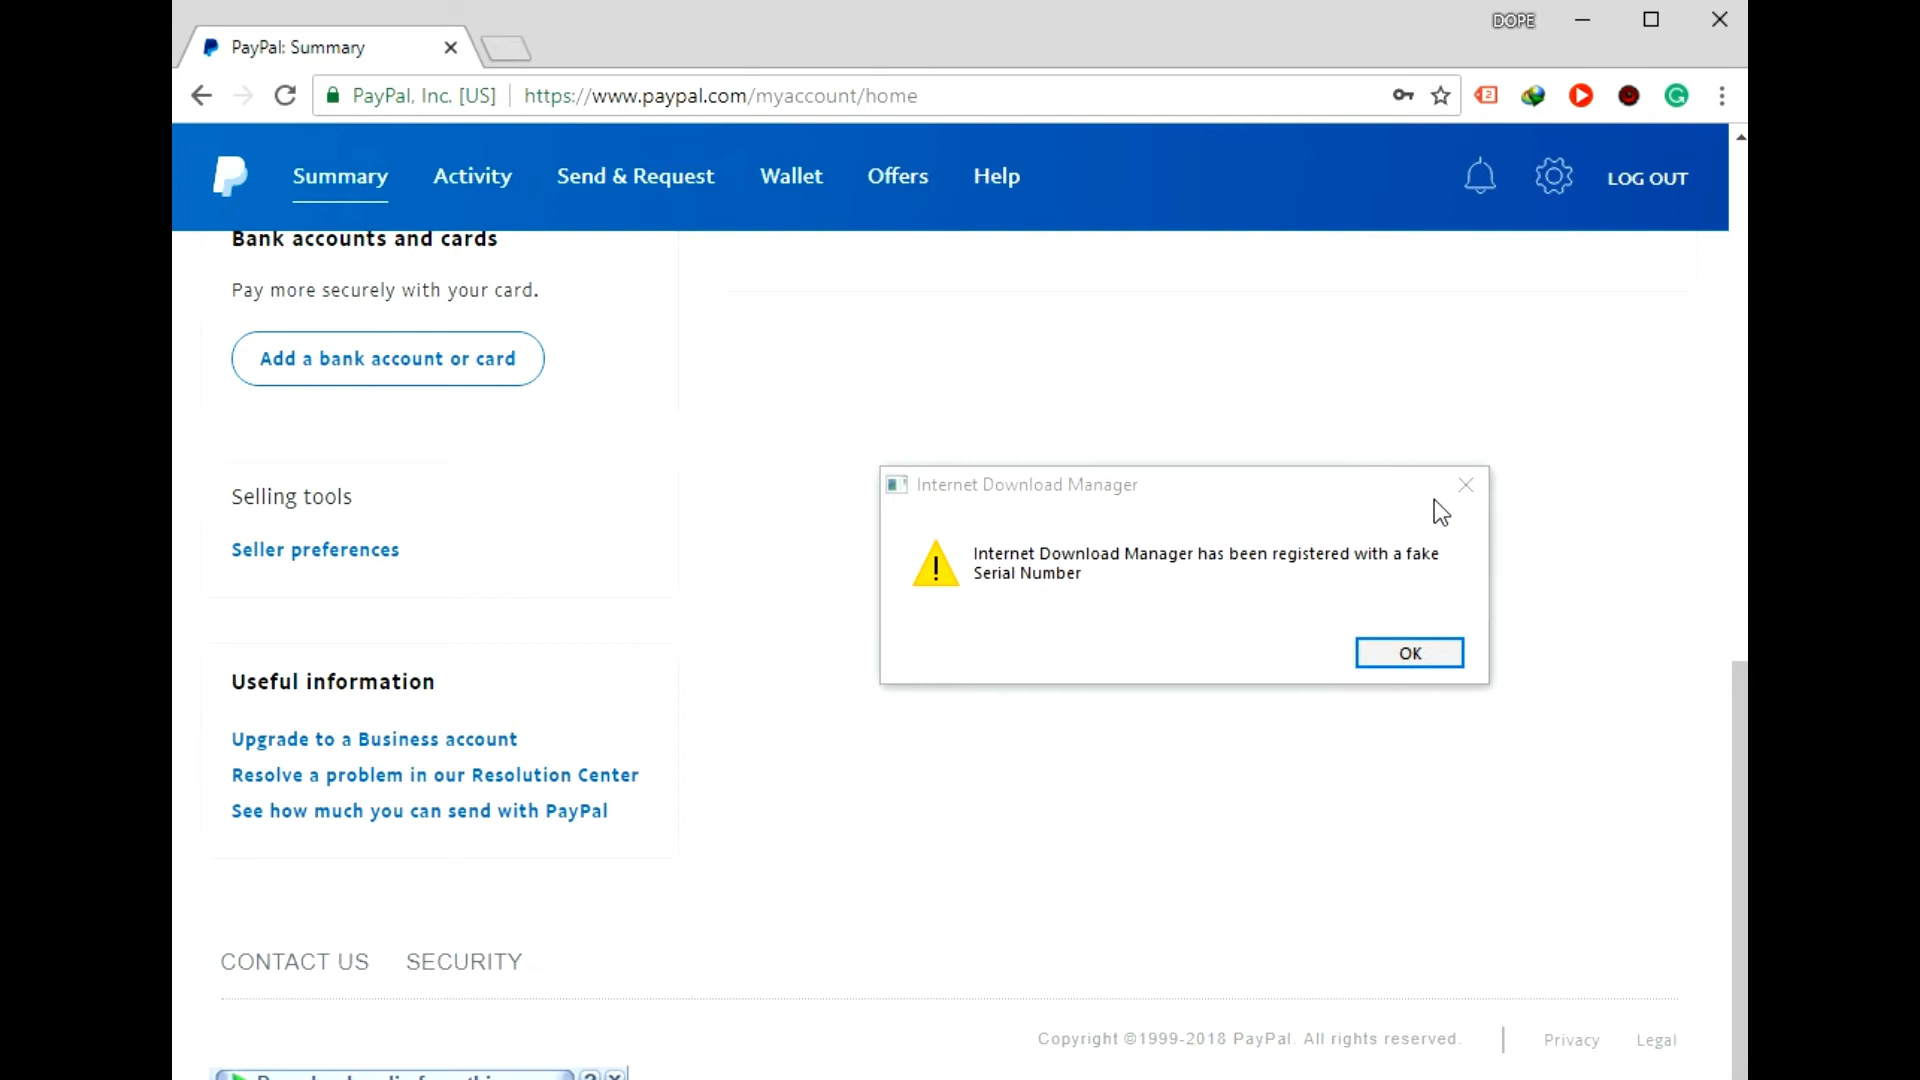 DOPE
PayPal: Summary
PayPal, Inc. [US]
https://www.paypal.com/myaccount/home
2
Summary
Activity
Send & Request
Wallet
Offers
Help
LOG OUT
Bank accounts and cards
Pay more securely with your card.
Add a bank account or card
Selling tools
Seller preferences
Internet Download Manager
Internet Download Manager has been registered with a fake
Serial Number
OK
Useful information
Upgrade to a Business account
Resolve a problem in our Resolution Center
See how much you can send with PayPal
CONTACT US
SECURITY
Copyright ©1999-2018 PayPal. All rights reserved.
Privacy
Legal